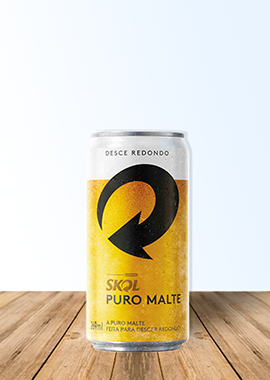 DESCE REDONDO
SKOL
PURO MALTE
A PURO MALTE
FEITA PARA DESCER REDONDO